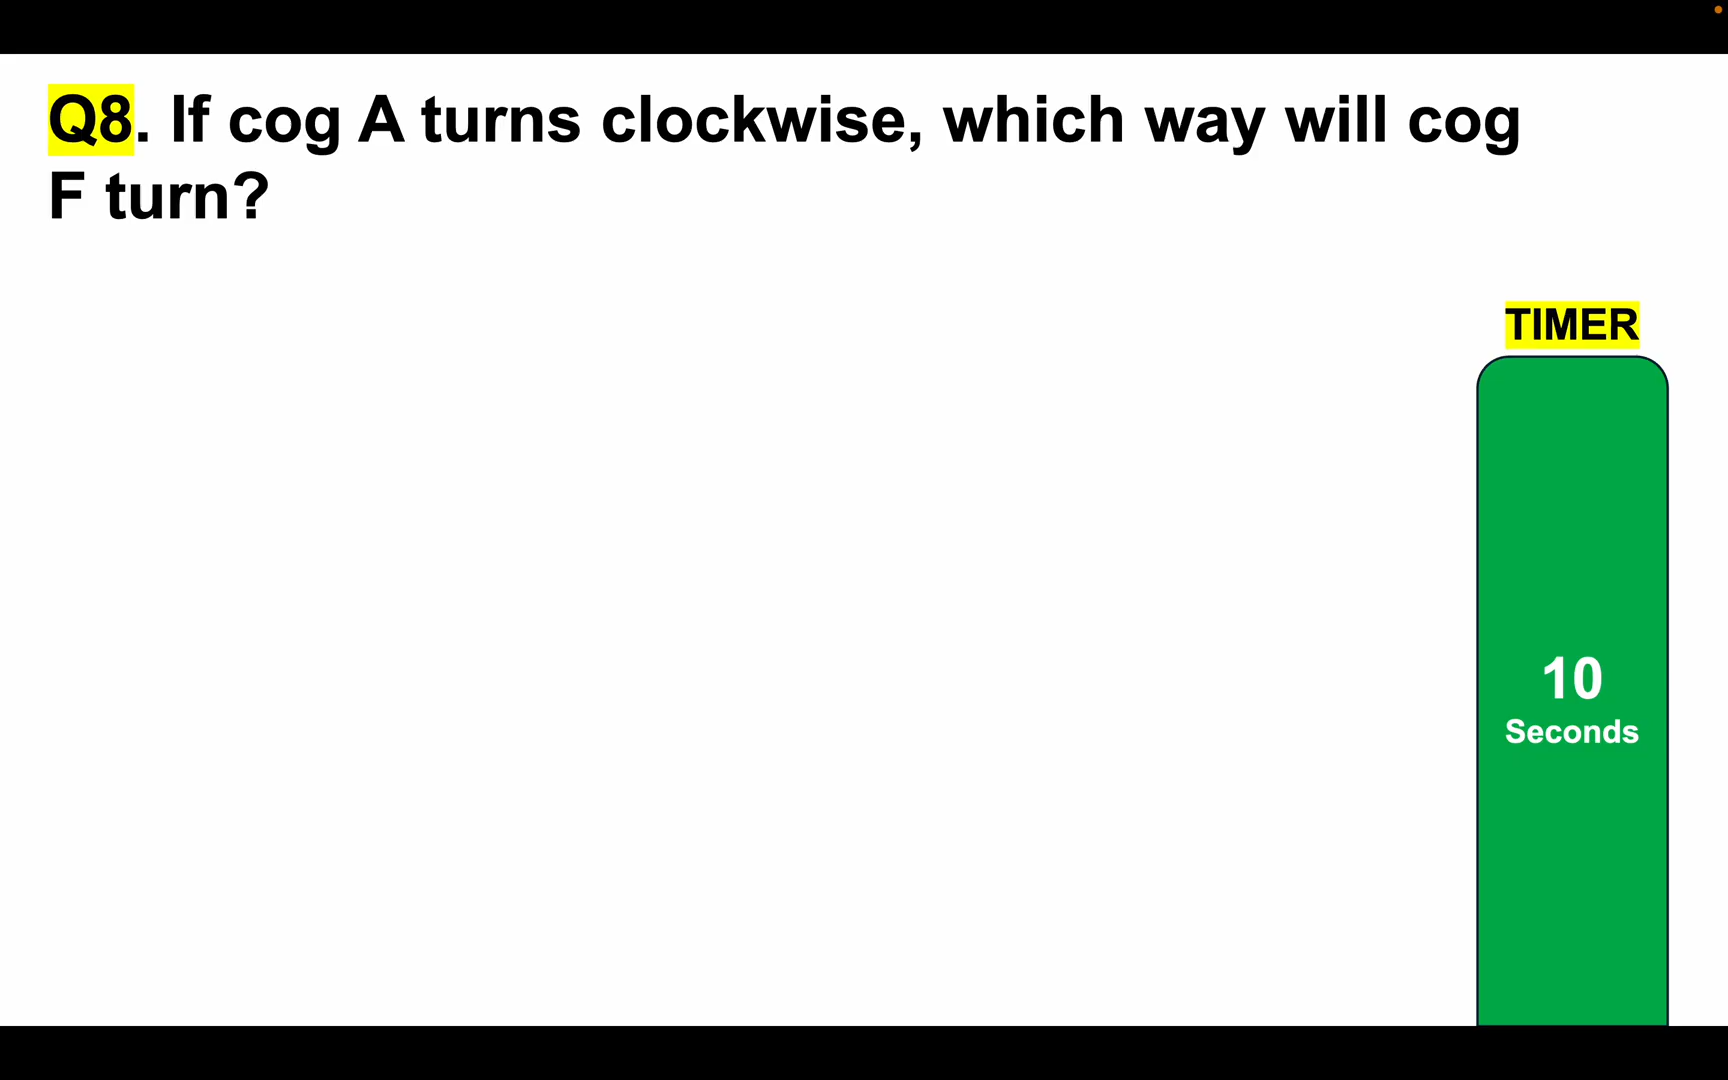 Q8. If cog A turns clockwise, which way will cog
F turn?
TIMER
10
Seconds